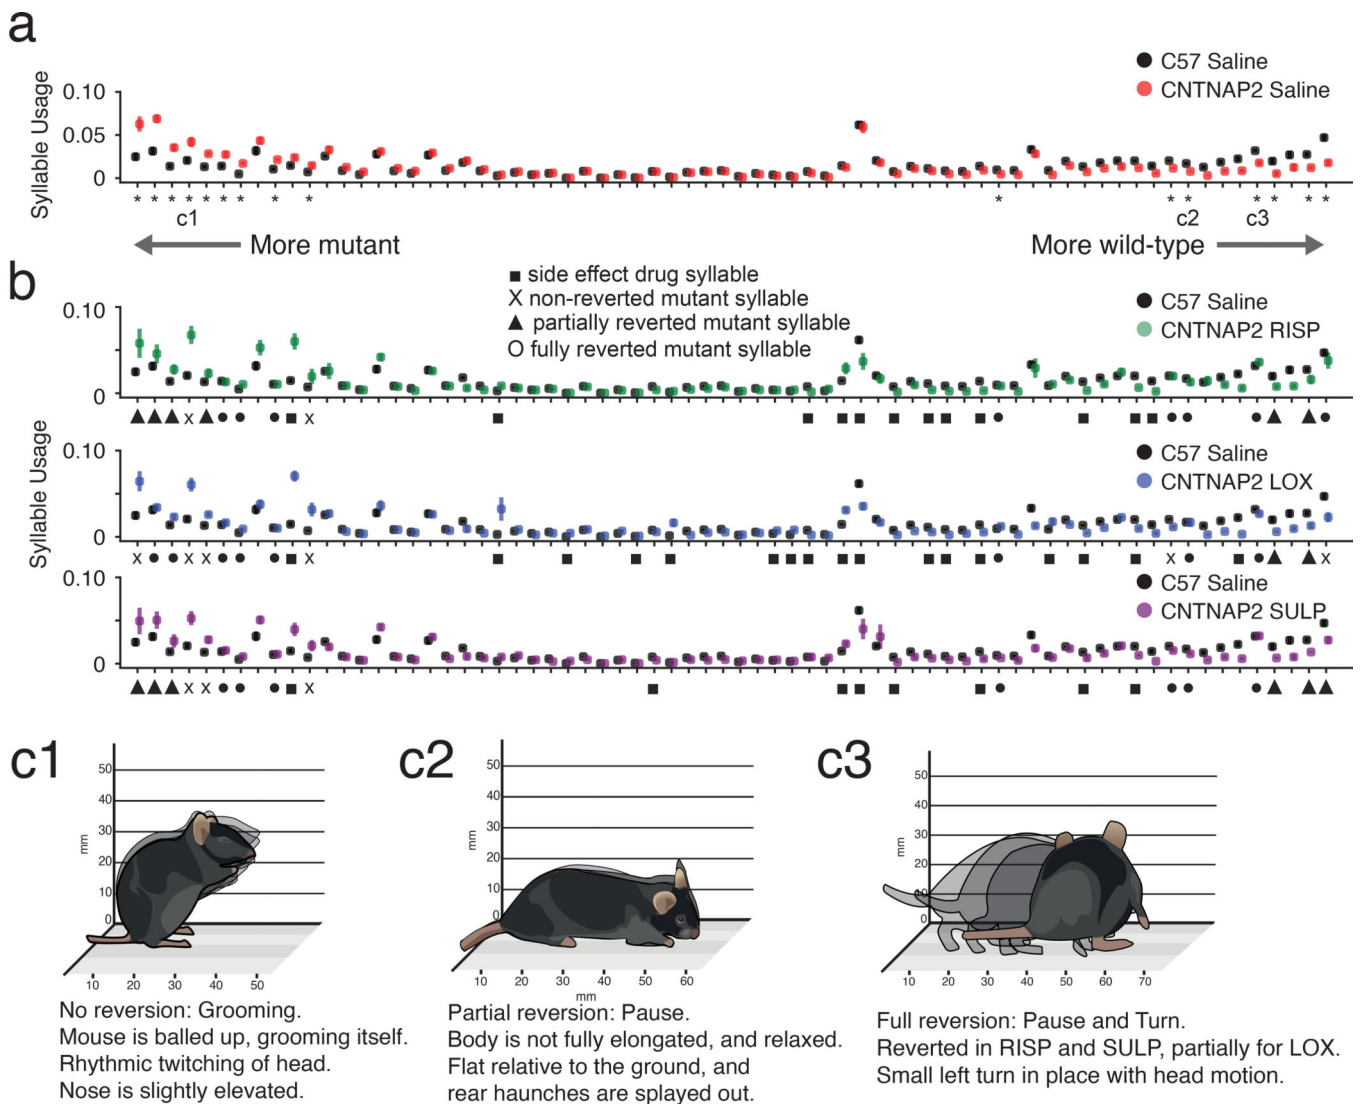 a
C57 Saline
CNTNAP2 Saline
Syllable Usage
0.10
0.05
0
* * * * * * * * * * * * * * * *
c1
c2
c3
More mutant
More wild-type
b
■ side effect drug syllable
X non-reverted mutant syllable
▲ partially reverted mutant syllable
O fully reverted mutant syllable
C57 Saline
CNTNAP2 RISP
0.10
0
X X
Syllable Usage
C57 Saline
CNTNAP2 LOX
0.10
0
X X X X X X
C57 Saline
CNTNAP2 SULP
0.10
0
X X X
c1
50
40
30
20
10
0
mm
10 20 30 40 50
No reversion: Grooming.
Mouse is balled up, grooming itself.
Rhythmic twitching of head.
Nose is slightly elevated.
c2
50
40
30
20
10
0
mm
10 20 30 40 50 60
mm
Partial reversion: Pause.
Body is not fully elongated, and relaxed.
Flat relative to the ground, and
rear haunches are splayed out.
c3
50
40
30
20
10
0
mm
10 20 30 40 50 60 70
Full reversion: Pause and Turn.
Reverted in RISP and SULP, partially for LOX.
Small left turn in place with head motion.